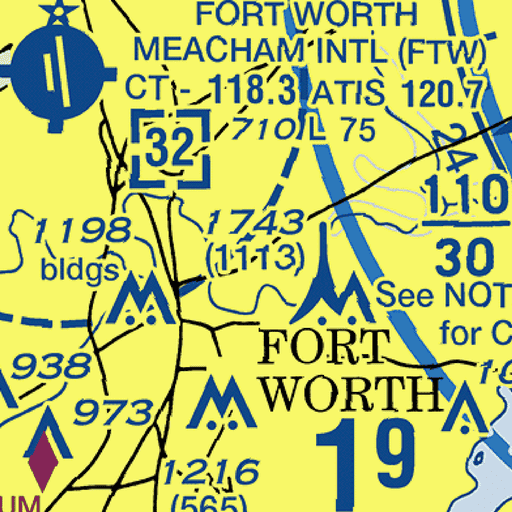 FORT WORTH
MEACHAM INTL (FTW)
CT - 118.3 ATIS 120.7
710 L 75
32
24
110
30
1743
(1113)
1198
bldgs
See NOT
for C
FORT
WORTH
938
973
19
1216
(565)
UM